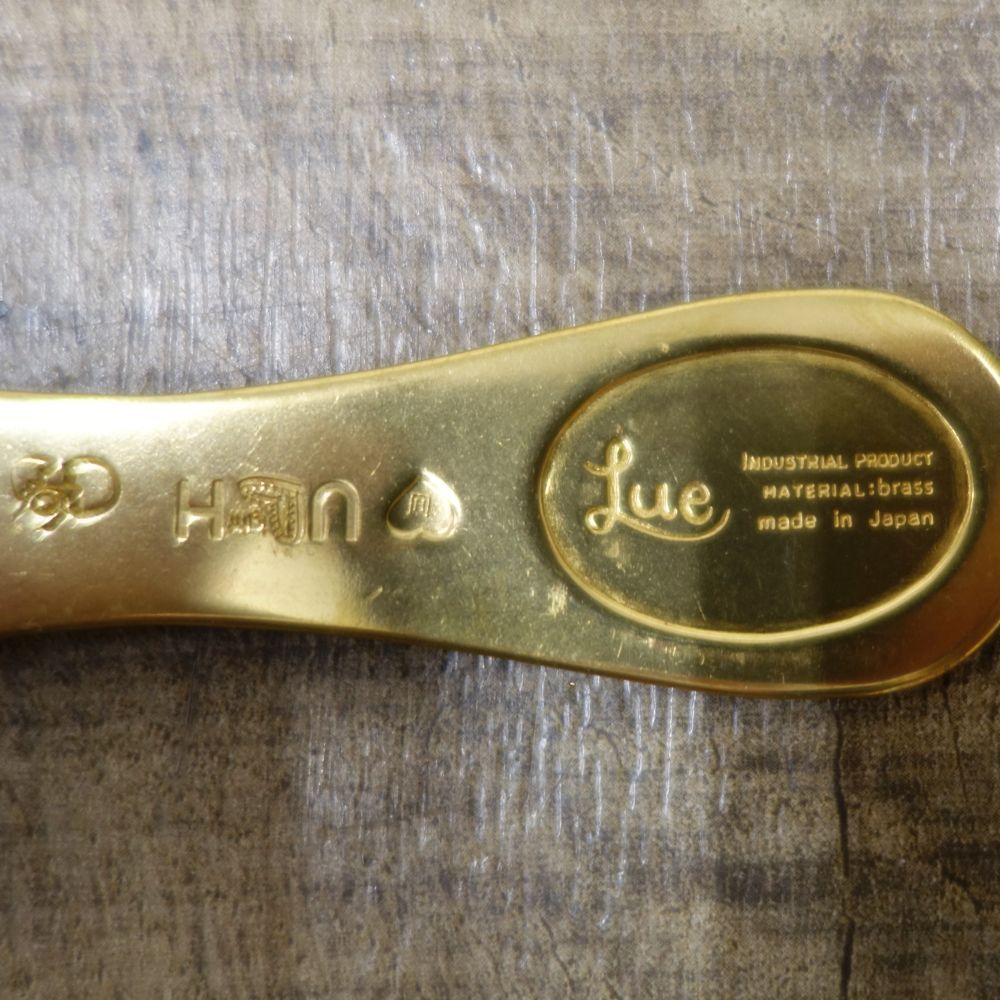 Lue
INDUSTRIAL PRODUCT
MATERIAL:brass
made in Japan